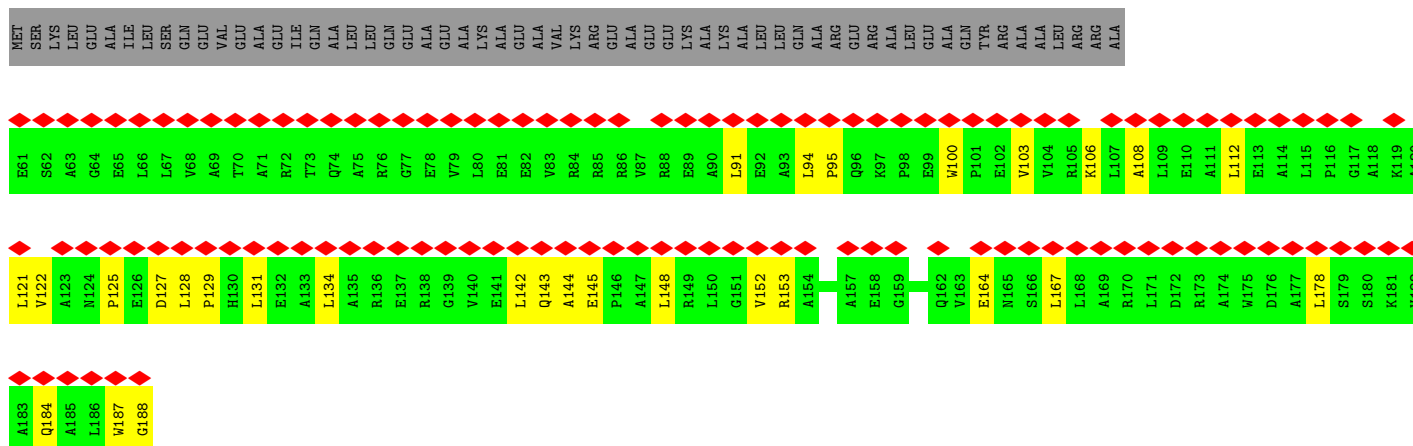 MET SER LYS LEU GLU ALA ILE LEU SER GLN GLU VAL GLU ALA GLU ILE GLN ALA LEU LEU GLN GLU ALA GLU ALA LYS ALA GLU ALA VAL LYS ARG GLU ALA GLU GLU LYS ALA LYS ALA LEU LEU GLN ALA ARG GLU ARG ALA LEU GLU ALA GLN TYR ARG ALA ALA LEU ARG ARG ALA
E61 S62 A63 G64 E65 L66 L67 V68 A69 T70 A71 R72 T73 Q74 A75 R76 G77 E78 V79 L80 E81 E82 V83 R84 R85 R86 V87 R88 E89 A90 L91 E92 A93 L94 P95 Q96 K97 P98 E99 W100 P101 E102 V103 V104 R105 K106 L107 A108 L109 E110 A111 L112 E113 A114 L115 P116 G117 A118 K119
L121 V122 A123 N124 P125 E126 D127 L128 P129 H130 L131 E132 A133 L134 A135 R136 E137 R138 G139 V140 E141 L142 Q143 A144 E145 P146 A147 L148 R149 L150 G151 V152 R153 A154 A157 E158 G159 Q162 V163 E164 N165 S166 L167 L168 A169 R170 L171 D172 R173 A174 W175 D176 A177 L178 S179 S180 K181
A183 Q184 A185 L186 W187 G188